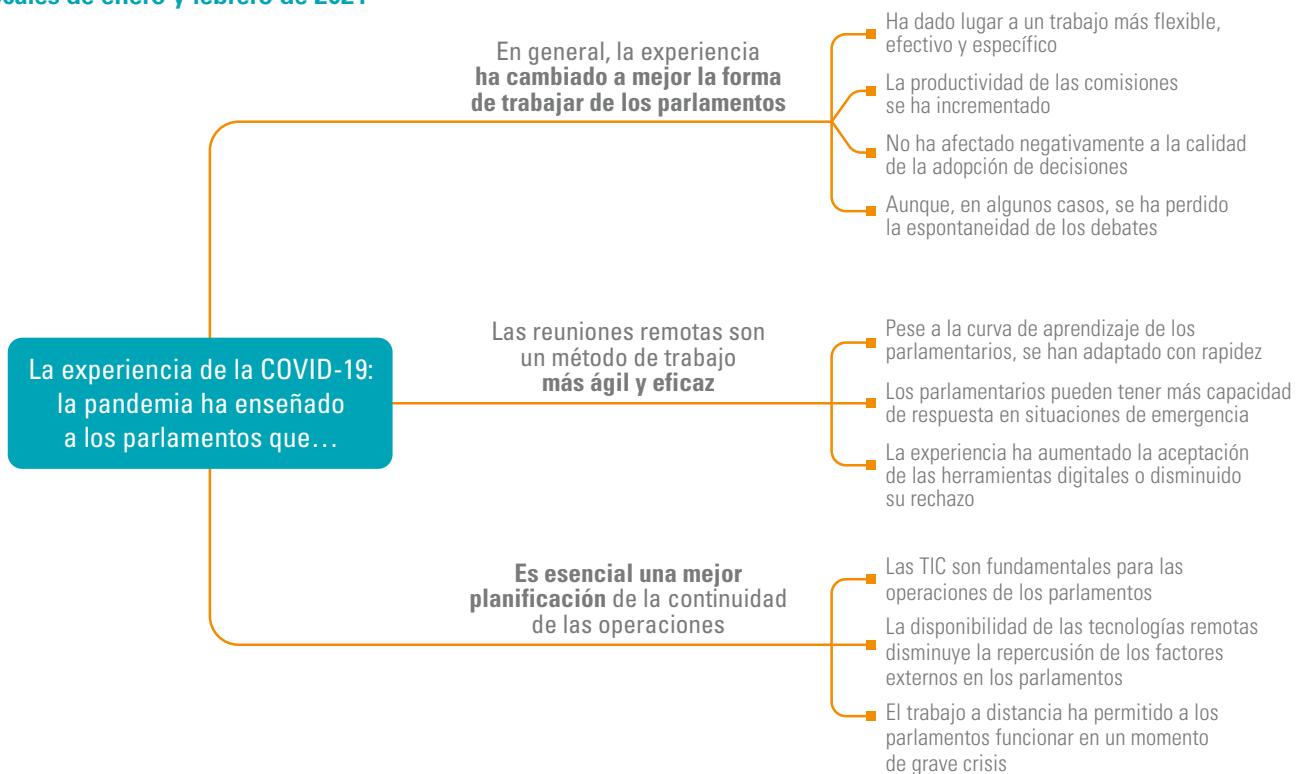 En general, la experiencia
ha cambiado a mejor la forma
de trabajar de los parlamentos
Ha dado lugar a un trabajo más flexible,
efectivo y específico
La productividad de las comisiones
se ha incrementado
No ha afectado negativamente a la calidad
de la adopción de decisiones
Aunque, en algunos casos, se ha perdido
la espontaneidad de los debates
La experiencia de la COVID-19:
la pandemia ha enseñado
a los parlamentos que…
Las reuniones remotas son
un método de trabajo
más ágil y eficaz
Pese a la curva de aprendizaje de los
parlamentarios, se han adaptado con rapidez
Los parlamentarios pueden tener más capacidad
de respuesta en situaciones de emergencia
La experiencia ha aumentado la aceptación
de las herramientas digitales o disminuido
su rechazo
Es esencial una mejor
planificación de la continuidad
de las operaciones
Las TIC son fundamentales para las
operaciones de los parlamentos
La disponibilidad de las tecnologías remotas
disminuye la repercusión de los factores
externos en los parlamentos
El trabajo a distancia ha permitido a los
parlamentos funcionar en un momento
de grave crisis